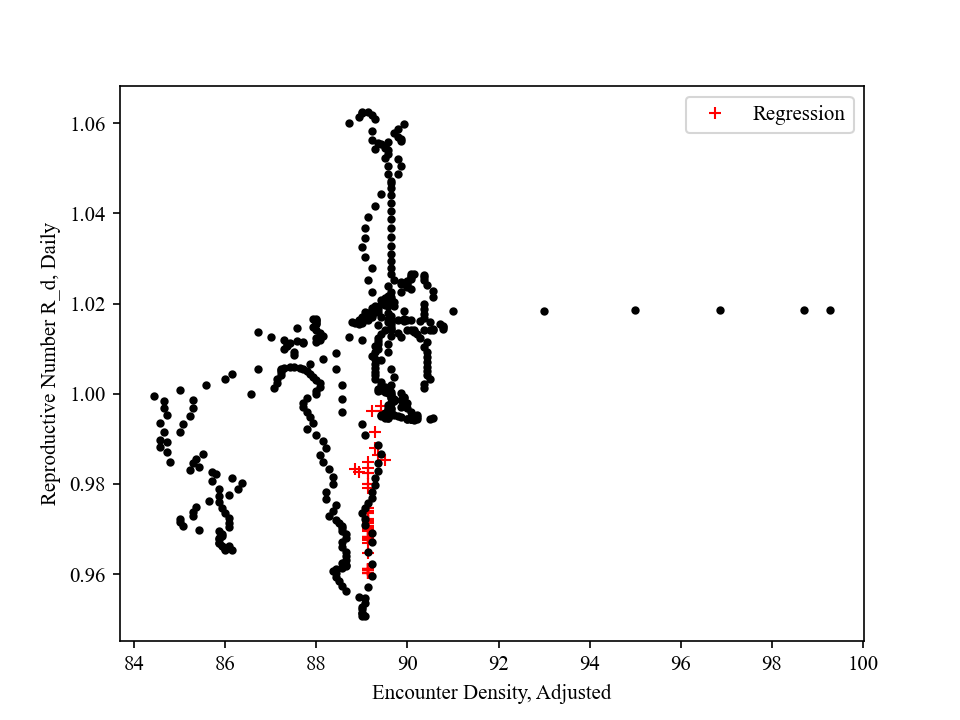 Regression
1.06
1.04
1.02
1.00
0.98
0.96
Reproductive Number R_d, Daily
84 86 88 90 92 94 96 98 100
Encounter Density, Adjusted